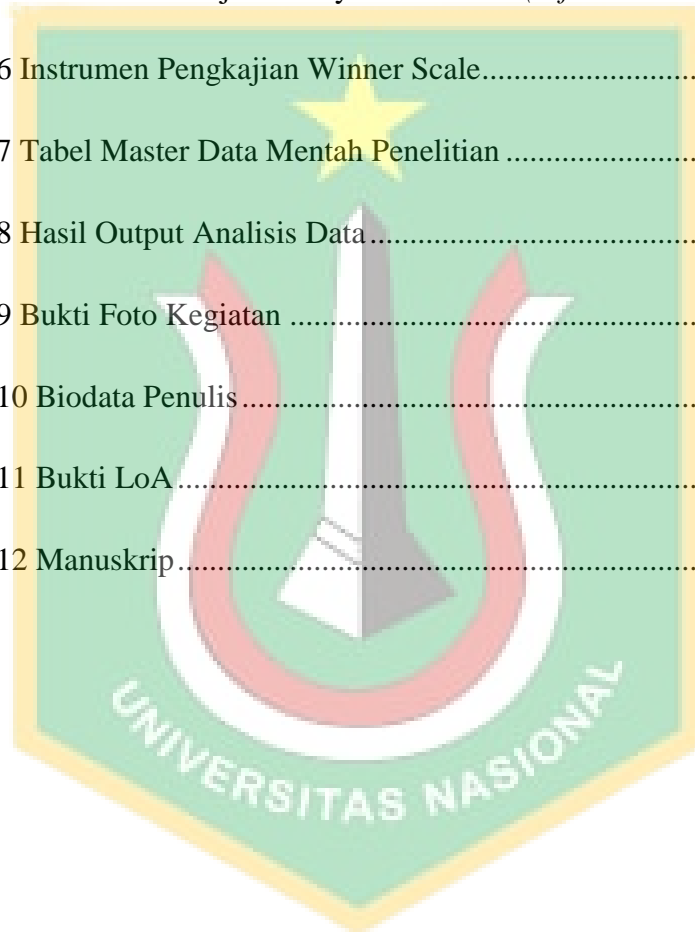 6 Instrumen Pengkajian Winner Scale.....................
7 Tabel Master Data Mentah Penelitian ..................
8 Hasil Output Analisis Data..............................
9 Bukti Foto Kegiatan ......................................
10 Biodata Penulis...........................................
11 Bukti LoA..................................................
12 Manuskrip..................................................
UNIVERSITAS NASIONAL